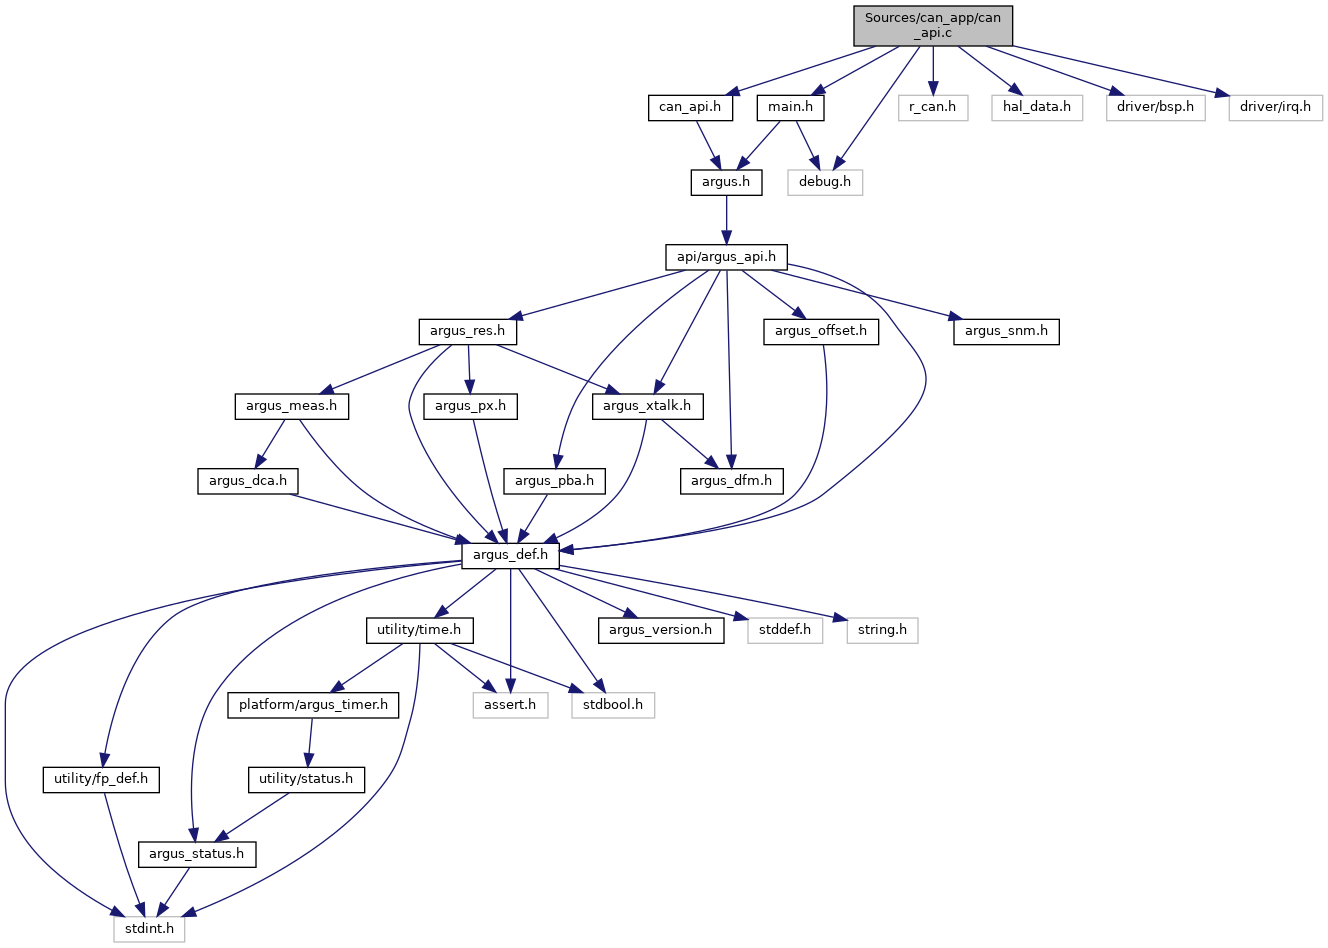 Sources/can_app/can
_api.c
can_api.h
main.h
r_can.h
hal_data.h
driver/bsp.h
driver/irq.h
argus.h
debug.h
api/argus_api.h
argus_res.h
argus_offset.h
argus_snm.h
argus_meas.h
argus_px.h
argus_xtalk.h
argus_dca.h
argus_pba.h
argus_dfm.h
argus_def.h
utility/time.h
argus_version.h
stddef.h
string.h
platform/argus_timer.h
assert.h
stdbool.h
utility/fp_def.h
utility/status.h
argus_status.h
stdint.h